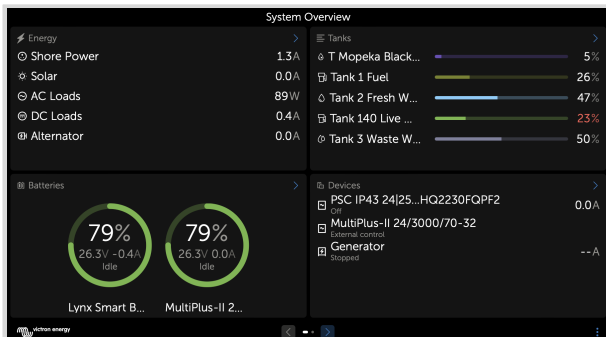 System Overview
Energy
Shore Power 1.3A
Solar 0.0A
AC Loads 89W
DC Loads 0.4A
Alternator 0.0A
Tanks
T Mopeka Black... 5%
Tank 1 Fuel 26%
Tank 2 Fresh W... 47%
Tank 140 Live ... 23%
Tank 3 Waste W... 50%
Batteries
79%
26.3V -0.4A
Idle
Lynx Smart B...
79%
26.3V 0.0A
Idle
MultiPlus-II 2...
Devices
PSC IP43 24|25...HQ2230FQPF2 0.0A
Off
MultiPlus-II 24/3000/70-32
External control
Generator --A
Stopped
victron energy